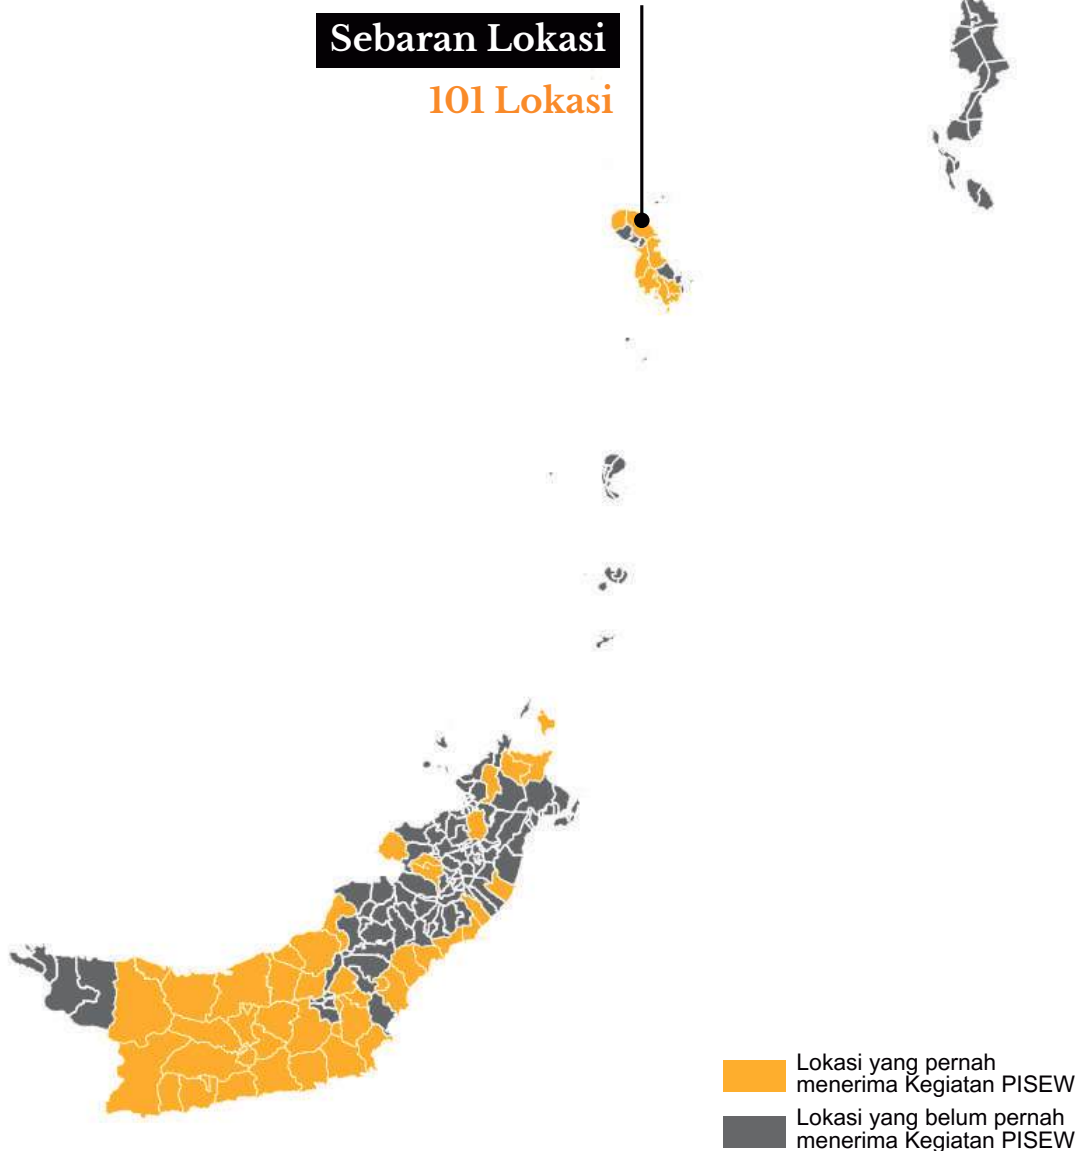 Sebaran Lokasi
101 Lokasi
Lokasi yang pernah
menerima Kegiatan PISEW
Lokasi yang belum pernah
menerima Kegiatan PISEW